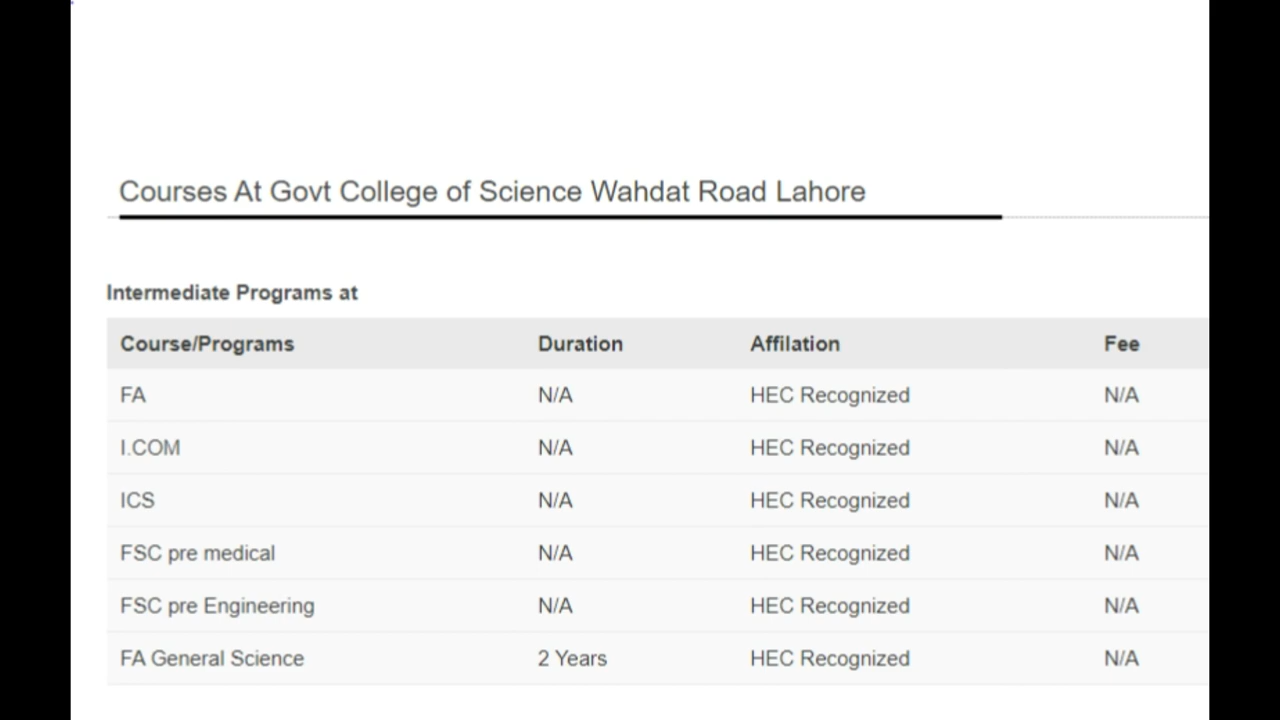 Courses At Govt College of Science Wahdat Road Lahore
Intermediate Programs at
Course/Programs Duration Affilation Fee
FA N/A HEC Recognized N/A
I.COM N/A HEC Recognized N/A
ICS N/A HEC Recognized N/A
FSC pre medical N/A HEC Recognized N/A
FSC pre Engineering N/A HEC Recognized N/A
FA General Science 2 Years HEC Recognized N/A